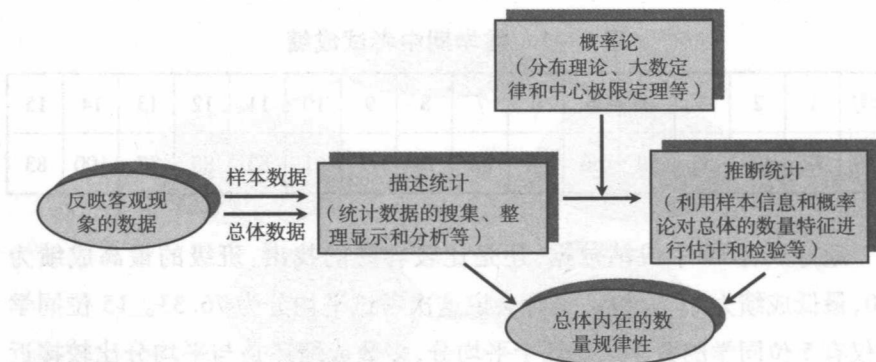 概率论
（分布理论、大数定
律和中心极限定理等）
反映客观现
象的数据
样本数据
总体数据
描述统计
（统计数据的搜集、整
理显示和分析等）
推断统计
（利用样本信息和概率
论对总体的数量特征进
行估计和检验等）
总体内在的数
量规律性